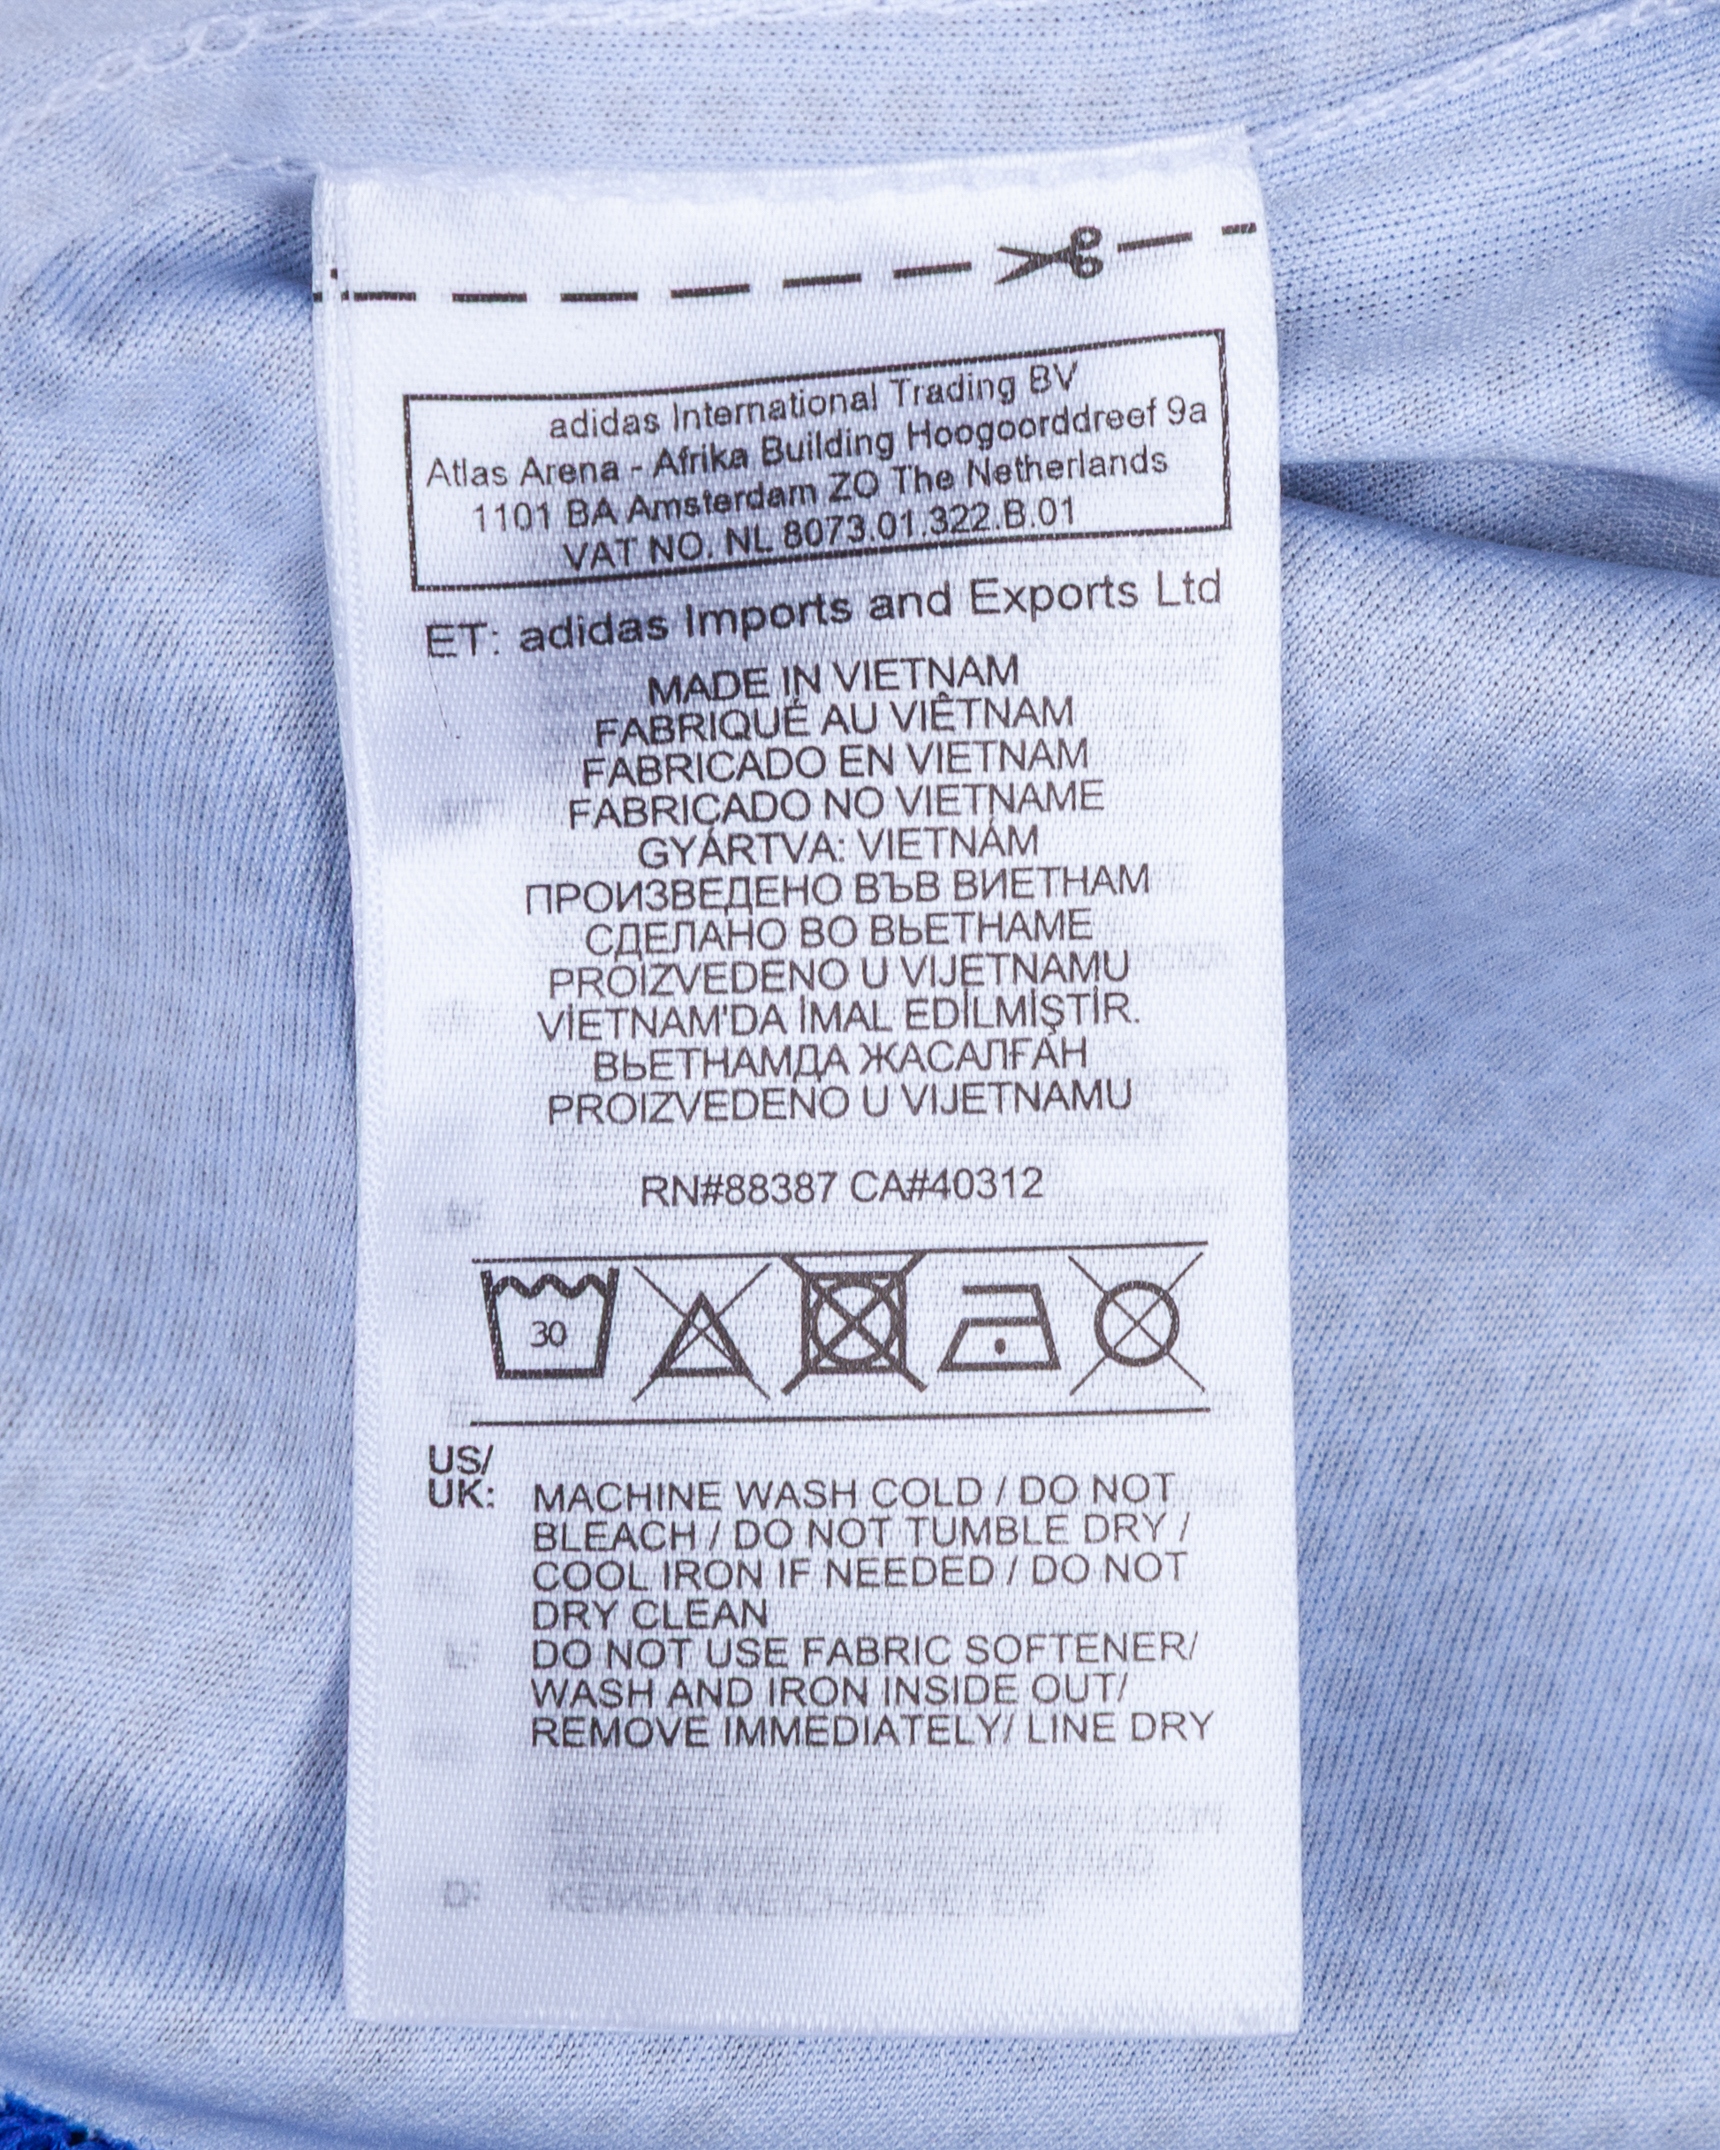 adidas International Trading BV
Atlas Arena - Afrika Building Hoogoorddreef 9a
1101 BA Amsterdam ZO The Netherlands
VAT NO. NL 8073.01.322.B.01
ET: adidas Imports and Exports Ltd
MADE IN VIETNAM
FABRIQUÉ AU VIÊTNAM
FABRICADO EN VIETNAM
FABRICADO NO VIETNAME
GYÁRTVA: VIETNÁM
ПРОИЗВЕДЕНО ВЪВ ВИЕТНАМ
СДЕЛАНО ВО ВЬЕТНАМЕ
PROIZVEDENO U VIJETNAMU
VİETNAM'DA İMAL EDİLMİŞTİR.
ВЬЕТНАМДА ЖАСАЛҒАН
PROIZVEDENO U VIJETNAMU
RN#88387 CA#40312
30
US/
UK: MACHINE WASH COLD / DO NOT
BLEACH / DO NOT TUMBLE DRY /
COOL IRON IF NEEDED / DO NOT
DRY CLEAN
DO NOT USE FABRIC SOFTENER/
WASH AND IRON INSIDE OUT/
REMOVE IMMEDIATELY/ LINE DRY